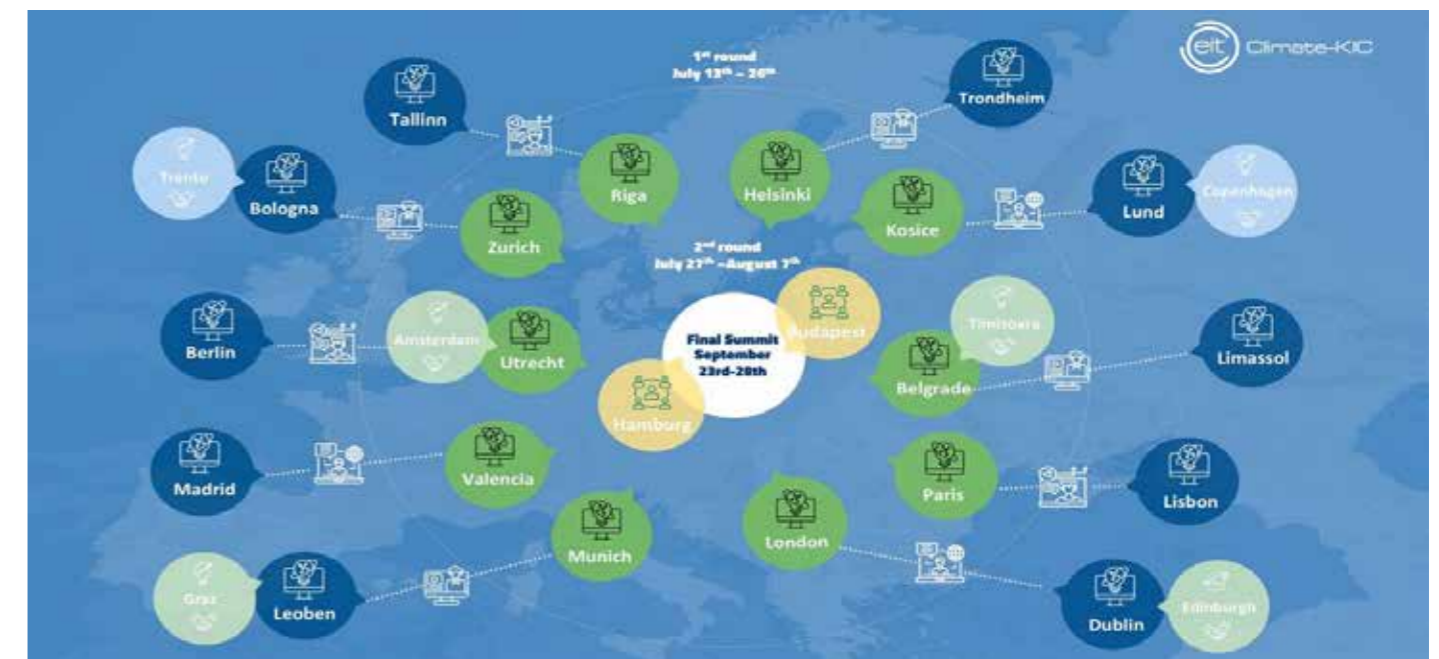 eit Climate-KIC
1st round
July 13th – 26th
Tallinn
Trondheim
Trento
Bologna
Riga
Helsinki
Lund
Copenhagen
Zurich
Kosice
2nd round
July 27th –August 7th
Berlin
Amsterdam
Utrecht
Final Summit
September
23rd-28th
Budapest
Timisoara
Belgrade
Limassol
Hamburg
Madrid
Valencia
Paris
Lisbon
Munich
London
Graz
Leoben
Dublin
Edinburgh